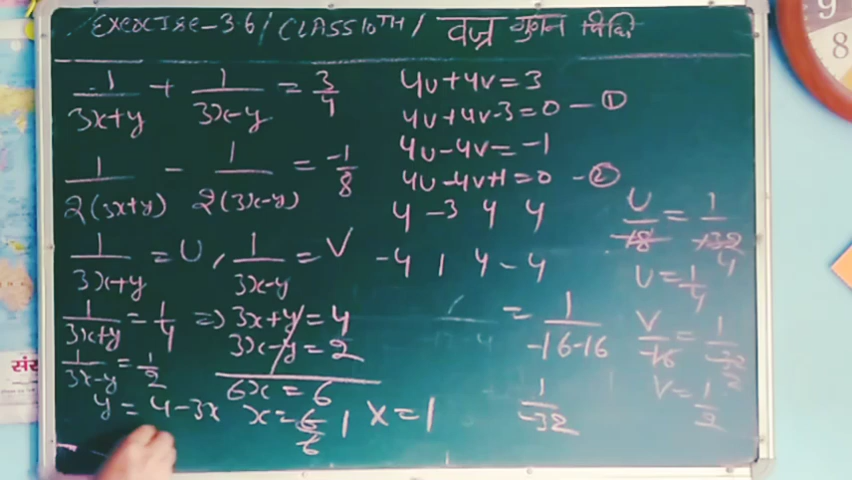 Exercise-3.6/CLASS 10TH/ वज्र गुणन विधि
1/(3x+y) + 1/(3x-y) = 3/4
1/2(3x+y) - 1/2(3x-y) = -1/8
1/(3x+y) = U, 1/(3x-y) = V
1/(3x+y) = 1/4 => 3x+y = 4
1/(3x-y) = 1/2 3x-y = 2
6x = 6
y = 4-3x x = 6/6, x = 1
4U+4V = 3
4U+4V-3=0 - ①
4U-4V = -1
4U-4V+1=0 - ②
4 -3 4 4
-4 1 4 -4
= 1/(-16-16)
1/-32
U/-8 = 1/-32
4
U = 1/4
V/-16 = 1/-32
2
V = 1/2
संस
9
8